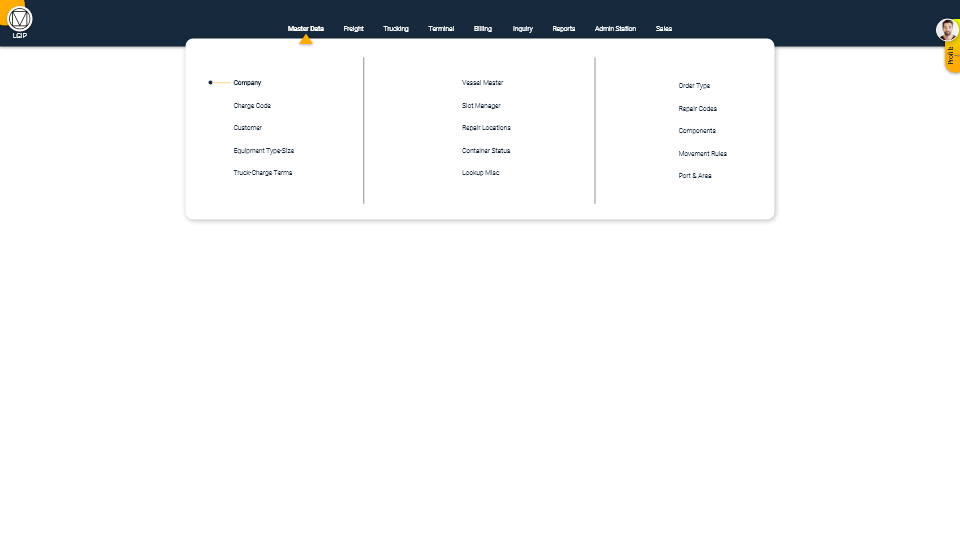 LGIP
Master Data Freight Trucking Terminal Billing Inquiry Reports Admin Station Sales
Profile
Company
Charge Code
Customer
Equipment Type-Size
Truck-Charge Terms
Vessel Master
Slot Manager
Repair Locations
Container Status
Lookup Misc
Order Type
Repair Codes
Components
Movement Rules
Port & Area